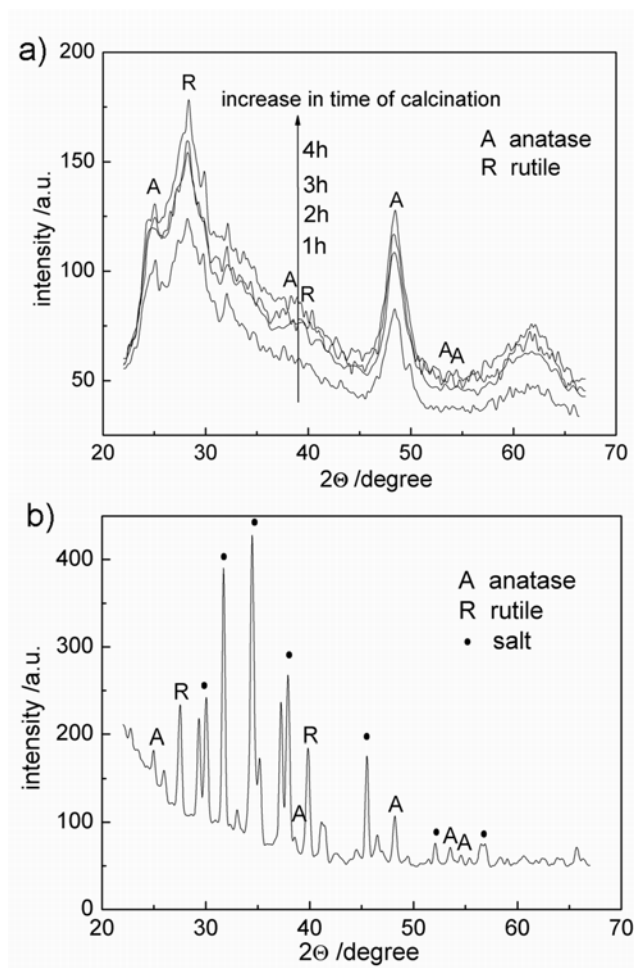 a)
200
150
100
50
intensity /a.u.
R
A
increase in time of calcination
4h
3h
2h
1h
A anatase
R rutile
A
R
A
A
A
20 30 40 50 60 70
2Θ /degree
b)
400
300
200
100
0
intensity /a.u.
A
R
A
R
A
A
A
A anatase
R rutile
• salt
20 30 40 50 60 70
2Θ /degree